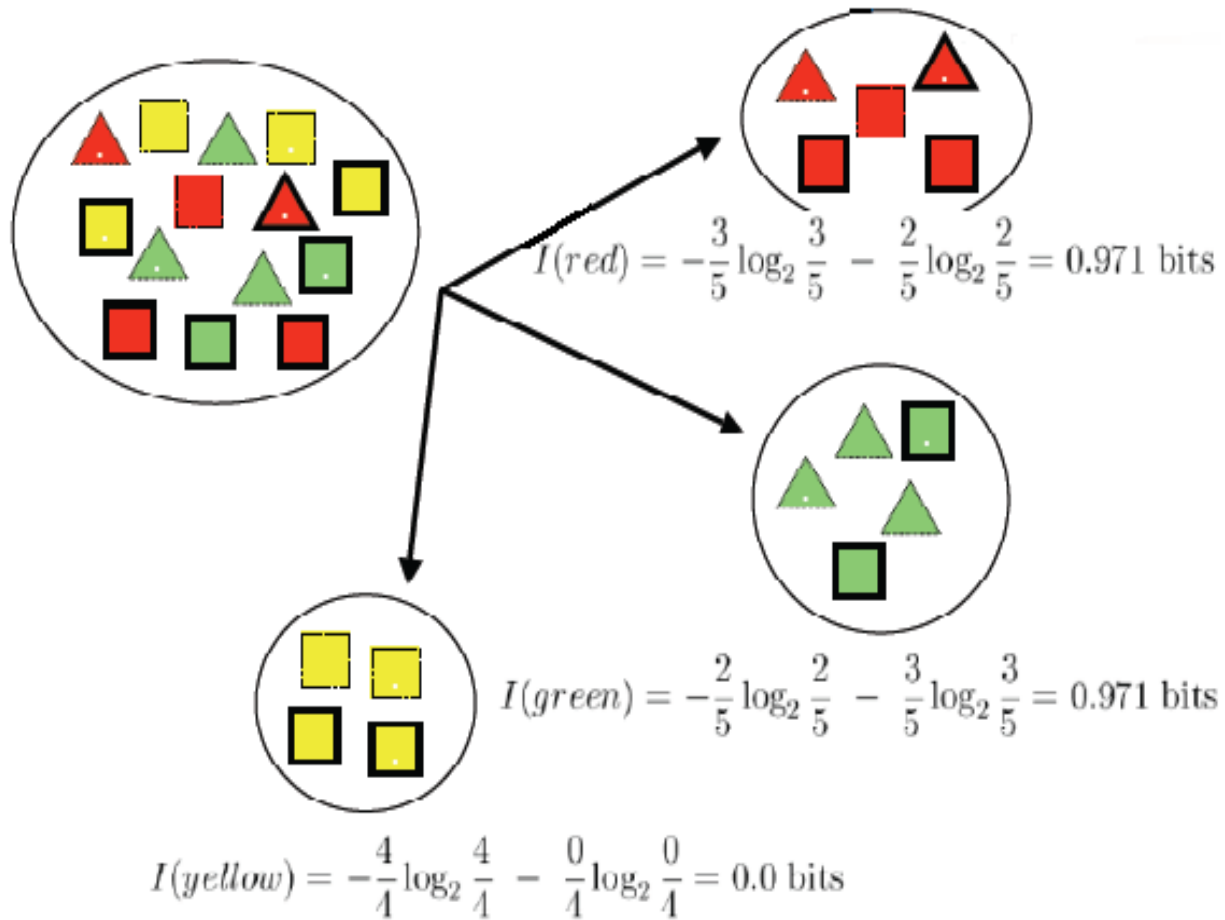 I(red) = −3/5 log₂ 3/5 − 2/5 log₂ 2/5 = 0.971 bits
I(green) = −2/5 log₂ 2/5 − 3/5 log₂ 3/5 = 0.971 bits
I(yellow) = −4/4 log₂ 4/4 − 0/4 log₂ 0/4 = 0.0 bits